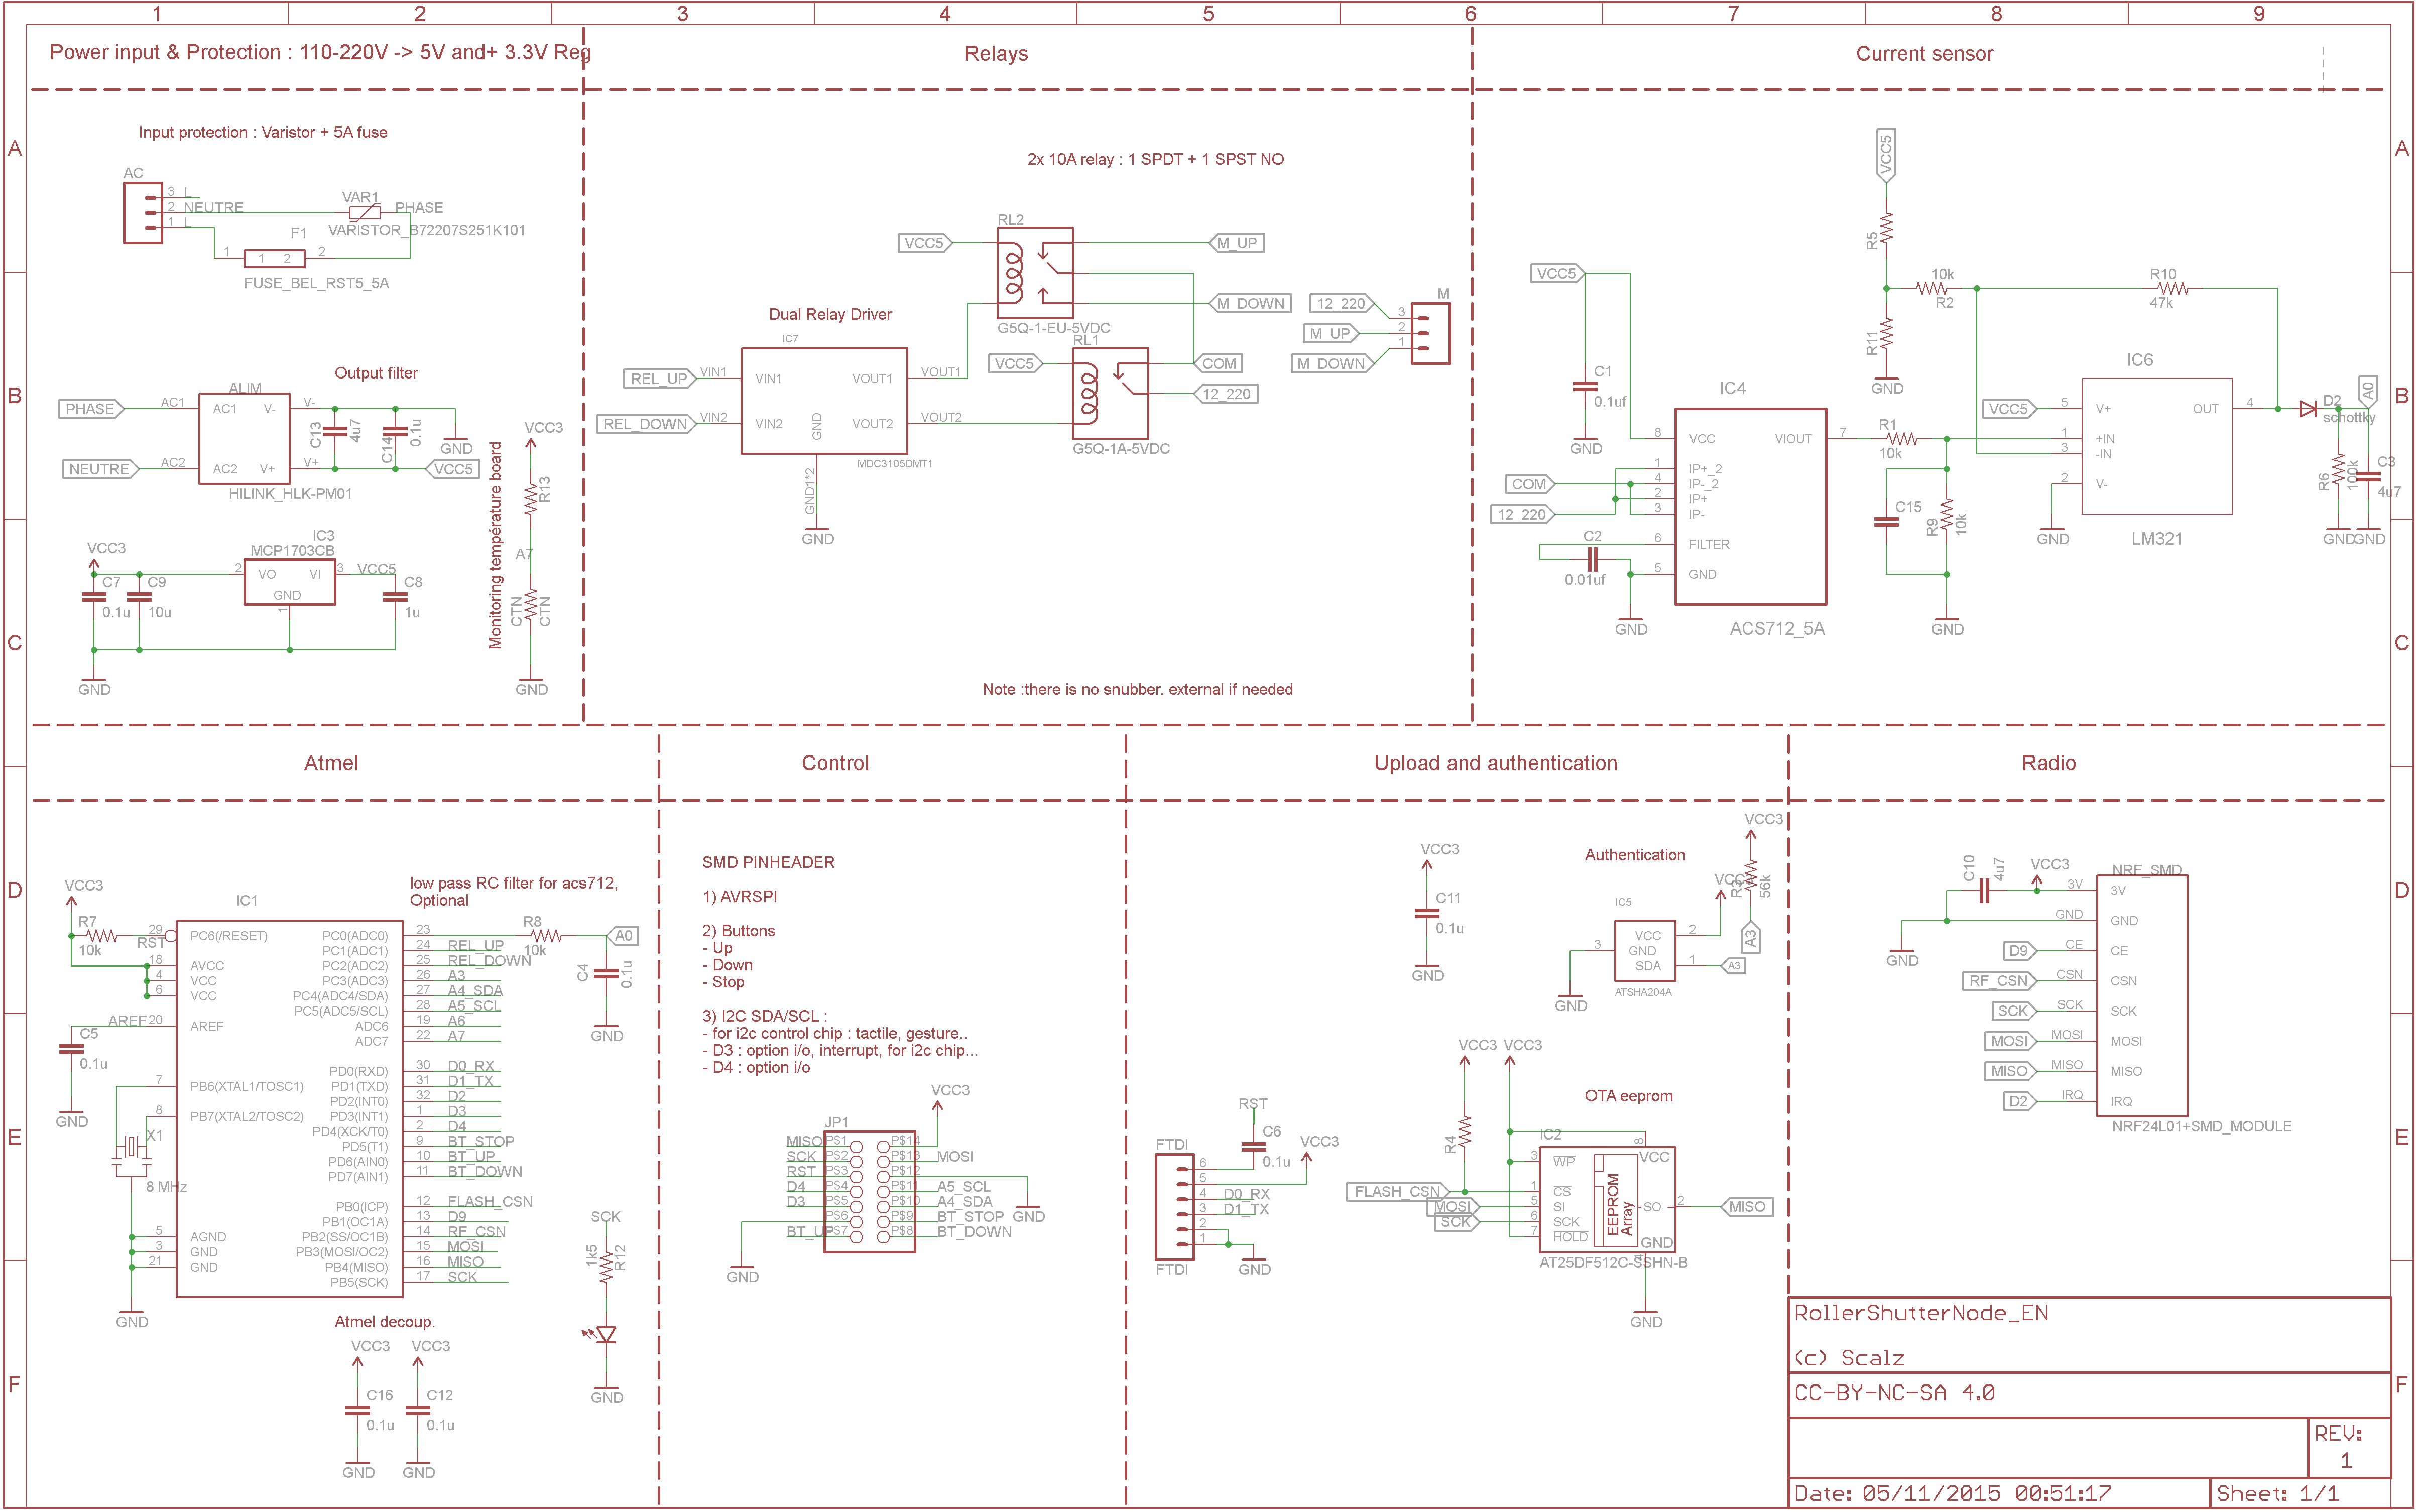 1 2 3 4 5 6 7 8 9
Power input & Protection : 110-220V -> 5V and+ 3.3V Reg
Relays
Current sensor
A
B
C
D
E
F
A
B
C
D
E
F
Input protection : Varistor + 5A fuse
AC
3 L
2 NEUTRE
1 L
VAR1
PHASE
VARISTOR_B72207S251K101
F1
1 1 2 2
FUSE_BEL_RST5_5A
Output filter
ALIM
PHASE AC1 AC1 V- V-
NEUTRE AC2 AC2 V+ V+
HILINK_HLK-PM01
C13
4u7
C14
0.1u
GND
VCC5
VCC3
IC3
MCP1703CB
2 VO VI 3 VCC5
GND
1
C7
0.1u
C9
10u
C8
1u
GND
Monitoring température board
VCC3
R13
A7
CTN
CTN
GND
2x 10A relay : 1 SPDT + 1 SPST NO
Dual Relay Driver
IC7
REL_UP VIN1 VIN1 VOUT1 VOUT1
REL_DOWN VIN2 VIN2 VOUT2 VOUT2
GND
MDC3105DMT1
GND1*2
GND
RL2
VCC5
M_UP
M_DOWN
G5Q-1-EU-5VDC
RL1
VCC5
COM
12_220
G5Q-1A-5VDC
M
12_220 3
M_UP 2
M_DOWN 1
Note :there is no snubber. external if needed
VCC5
C1
0.1uf
GND
IC4
8 VCC VIOUT 7
1 IP+_2
COM 4 IP-_2
2 IP+
12_220 3 IP-
6 FILTER
5 GND
C2
0.01uf
GND
ACS712_5A
VCC5
R5
R11
GND
10k
R2
R10
47k
R1
10k
C15
R9
10k
GND
IC6
VCC5 5 V+ OUT 4
1 +IN
3 -IN
2 V-
GND
LM321
D2
schottky
A0
R6
100k
C3
4u7
GND
GND
Atmel
Control
Upload and authentication
Radio
low pass RC filter for acs712,
Optional
VCC3
R7
10k
IC1
RST 29 PC6(/RESET)
18 AVCC
4 VCC
6 VCC
AREF 20 AREF
C5
0.1u
GND
7 PB6(XTAL1/TOSC1)
8 PB7(XTAL2/TOSC2)
X1
8 MHz
5 AGND
3 GND
21 GND
GND
PC0(ADC0) 23
PC1(ADC1) 24 REL_UP
PC2(ADC2) 25 REL_DOWN
PC3(ADC3) 26 A3
PC4(ADC4/SDA) 27 A4_SDA
PC5(ADC5/SCL) 28 A5_SCL
ADC6 19 A6
ADC7 22 A7
PD0(RXD) 30 D0_RX
PD1(TXD) 31 D1_TX
PD2(INT0) 32 D2
PD3(INT1) 1 D3
PD4(XCK/T0) 2 D4
PD5(T1) 9 BT_STOP
PD6(AIN0) 10 BT_UP
PD7(AIN1) 11 BT_DOWN
PB0(ICP) 12 FLASH_CSN
PB1(OC1A) 13 D9
PB2(SS/OC1B) 14 RF_CSN
PB3(MOSI/OC2) 15 MOSI
PB4(MISO) 16 MISO
PB5(SCK) 17 SCK
R8
10k
A0
C4
0.1u
GND
SCK
1k5
R12
GND
Atmel decoup.
VCC3 VCC3
C16
0.1u
C12
0.1u
GND GND
SMD PINHEADER
1) AVRSPI
2) Buttons
- Up
- Down
- Stop
3) I2C SDA/SCL :
- for i2c control chip : tactile, gesture..
- D3 : option i/o, interrupt, for i2c chip...
- D4 : option i/o
VCC3
JP1
MISO P$1 P$14
SCK P$2 P$13 MOSI
RST P$3 P$12
D4 P$4 P$11 A5_SCL
D3 P$5 P$10 A4_SDA
P$6 P$9 BT_STOP
BT_UP P$7 P$8 BT_DOWN
GND
GND
VCC3
C11
0.1u
GND
Authentication
VCC3
R3
56k
A3
VCC3
IC5
VCC 2
3 GND
SDA 1 A3
ATSHA204A
GND
RST
C6
0.1u
VCC3
FTDI
6
5
4 D0_RX
3 D1_TX
2
1
FTDI
GND
VCC3 VCC3
OTA eeprom
R4
IC2
8
VCC
3 WP
FLASH_CSN 1 CS
MOSI 5 SI
SCK 6 SCK
7 HOLD
EEPROM
Array
SO 2 MISO
GND
4
AT25DF512C-SSHN-B
GND
C10
4u7
VCC3
NRF_SMD
3V 3V
GND GND
D9 CE CE
RF_CSN CSN CSN
SCK SCK SCK
MOSI MOSI MOSI
MISO MISO MISO
D2 IRQ IRQ
GND
NRF24L01+SMD_MODULE
RollerShutterNode_EN
(c) Scalz
CC-BY-NC-SA 4.0
REV:
1
Date: 05/11/2015 00:51:17
Sheet: 1/1